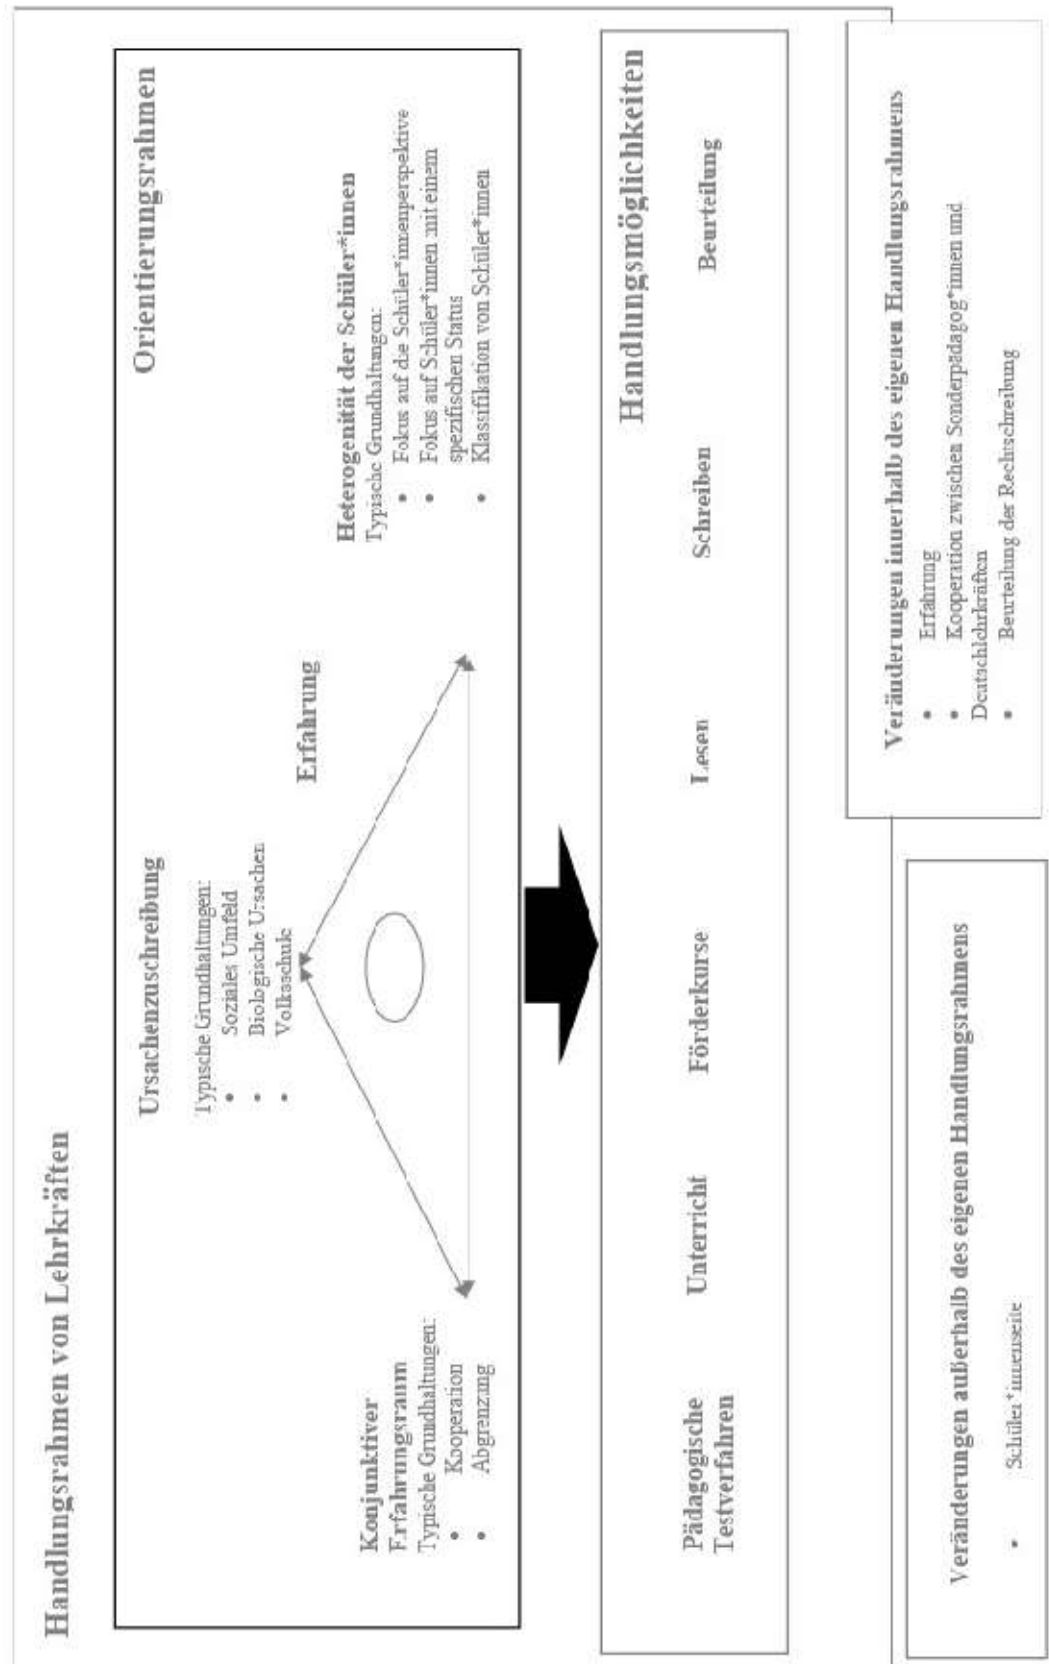 Handlungsrahmen von Lehrkräften
Orientierungsrahmen
Ursachenzuschreibung
Typische Grundhaltungen:
• Soziales Umfeld
• Biologische Ursachen
• Volksschule
Erfahrung
Konjunktiver
Erfahrungsraum
Typische Grundhaltungen:
• Kooperation
• Abgrenzung
Heterogenität der Schüler*innen
Typische Grundhaltungen:
• Fokus auf die Schüler*innenperspektive
• Fokus auf Schüler*innen mit einem
spezifischen Status
• Klassifikation von Schüler*innen
Handlungsmöglichkeiten
Pädagogische
Testverfahren
Unterricht
Förderkurse
Lesen
Schreiben
Beurteilung
Veränderungen außerhalb des eigenen Handlungsrahmens
• Schüler*innenseite
Veränderungen innerhalb des eigenen Handlungsrahmens
• Erfahrung
• Kooperation zwischen Sonderpädagog*innen und
Deutschlehrkräften
• Beurteilung der Rechtschreibung